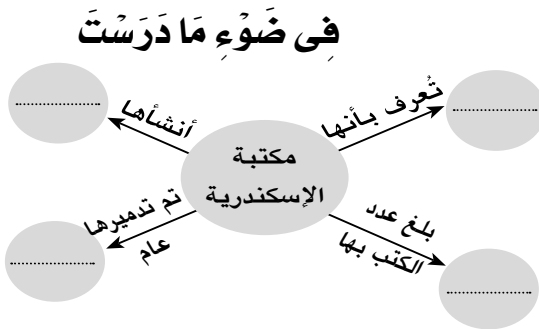 فِى ضَوْءِ مَا دَرَسْتَ
تُعرف بأنها
.....................
أنشأها
.....................
مكتبة
الإسكندرية
بلغ عدد
الكتب بها
.....................
تم تدميرها
عام
.....................